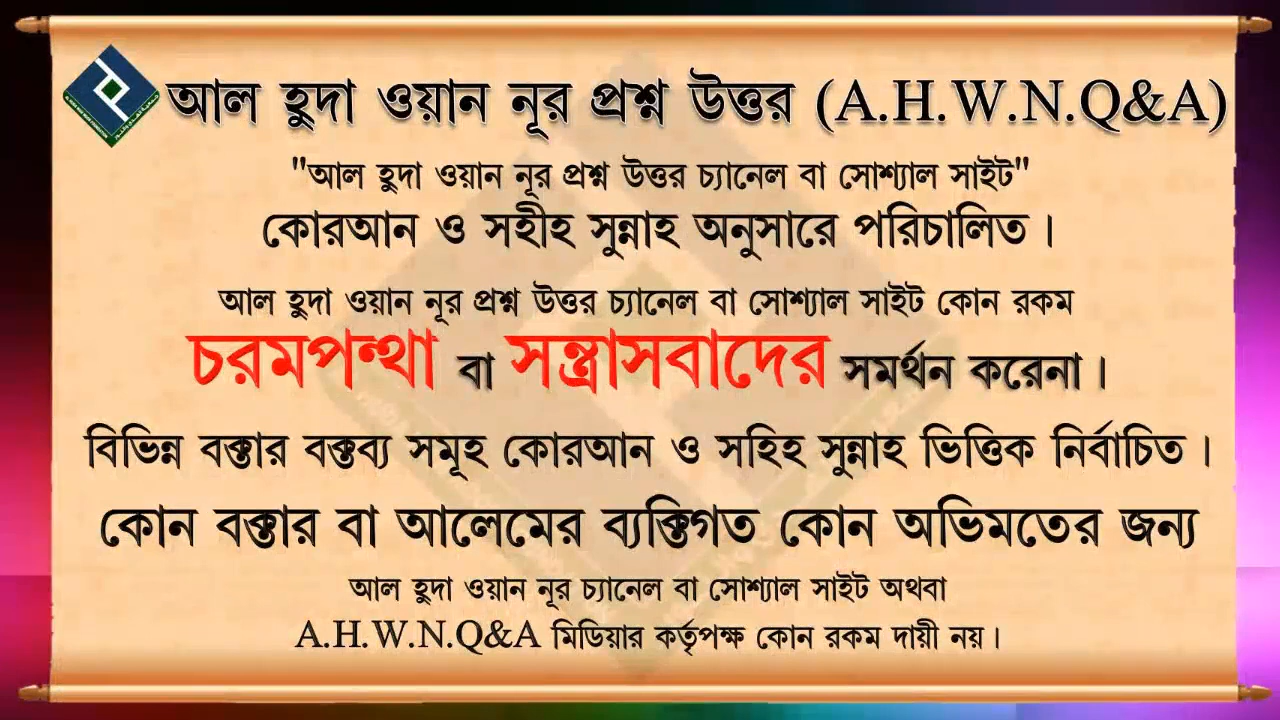 আল হুদা ওয়ান নূর প্রশ্ন উত্তর (A.H.W.N.Q&A)
"আল হুদা ওয়ান নূর প্রশ্ন উত্তর চ্যানেল বা সোশ্যাল সাইট"
কোরআন ও সহীহ সুন্নাহ অনুসারে পরিচালিত।
আল হুদা ওয়ান নূর প্রশ্ন উত্তর চ্যানেল বা সোশ্যাল সাইট কোন রকম
চরমপন্থা বা সন্ত্রাসবাদের সমর্থন করেনা।
বিভিন্ন বক্তার বক্তব্য সমূহ কোরআন ও সহিহ সুন্নাহ ভিত্তিক নির্বাচিত।
কোন বক্তার বা আলেমের ব্যক্তিগত কোন অভিমতের জন্য
আল হুদা ওয়ান নূর চ্যানেল বা সোশ্যাল সাইট অথবা
A.H.W.N.Q&A মিডিয়ার কর্তৃপক্ষ কোন রকম দায়ী নয়।